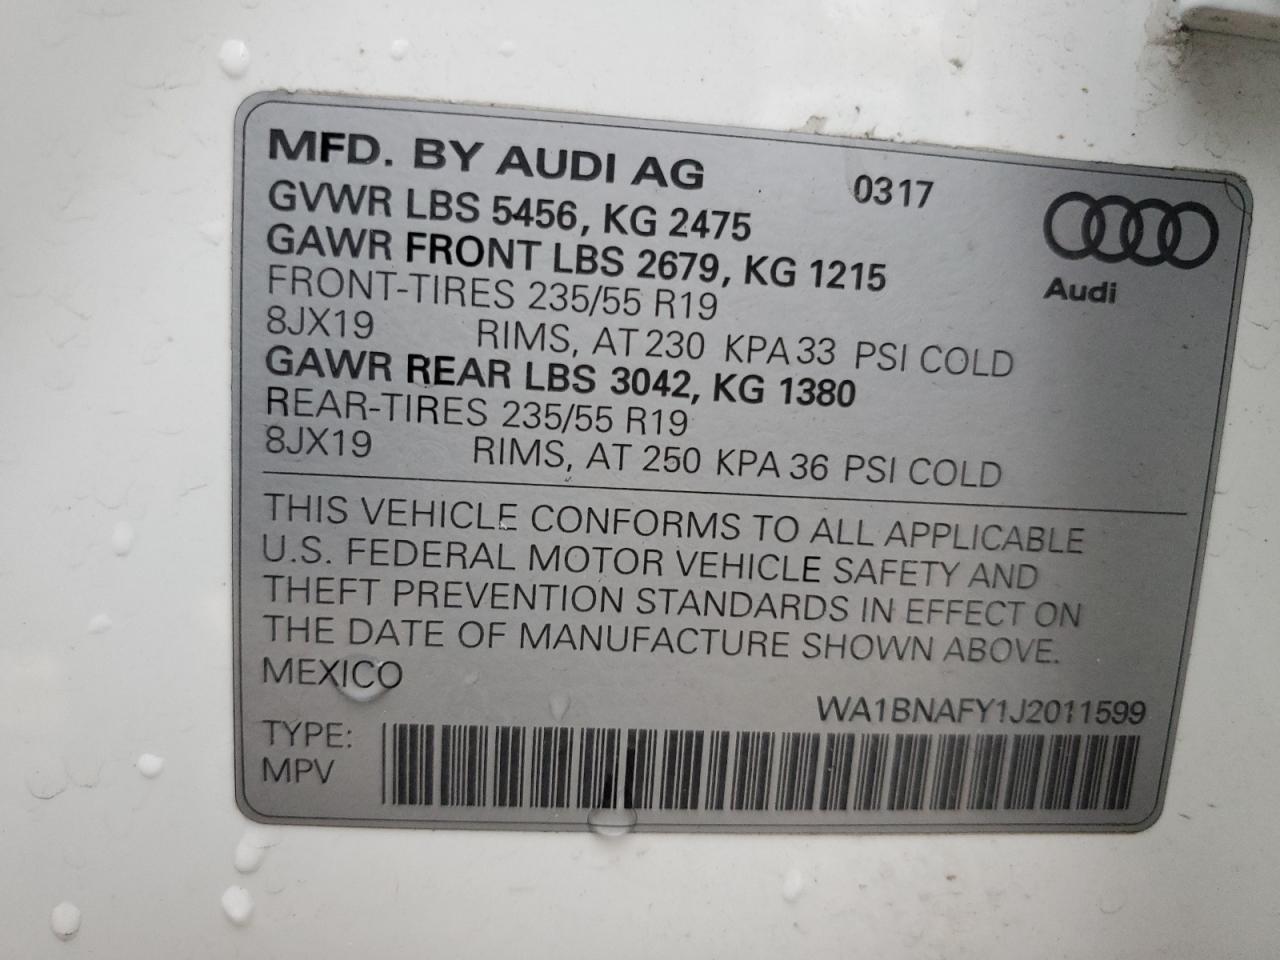 MFD. BY AUDI AG 0317
GVWR LBS 5456, KG 2475
GAWR FRONT LBS 2679, KG 1215
FRONT-TIRES 235/55 R19
8JX19 RIMS, AT 230 KPA 33 PSI COLD
GAWR REAR LBS 3042, KG 1380
REAR-TIRES 235/55 R19
8JX19 RIMS, AT 250 KPA 36 PSI COLD
Audi
THIS VEHICLE CONFORMS TO ALL APPLICABLE
U.S. FEDERAL MOTOR VEHICLE SAFETY AND
THEFT PREVENTION STANDARDS IN EFFECT ON
THE DATE OF MANUFACTURE SHOWN ABOVE.
MEXICO
WA1BNAFY1J2011599
TYPE:
MPV